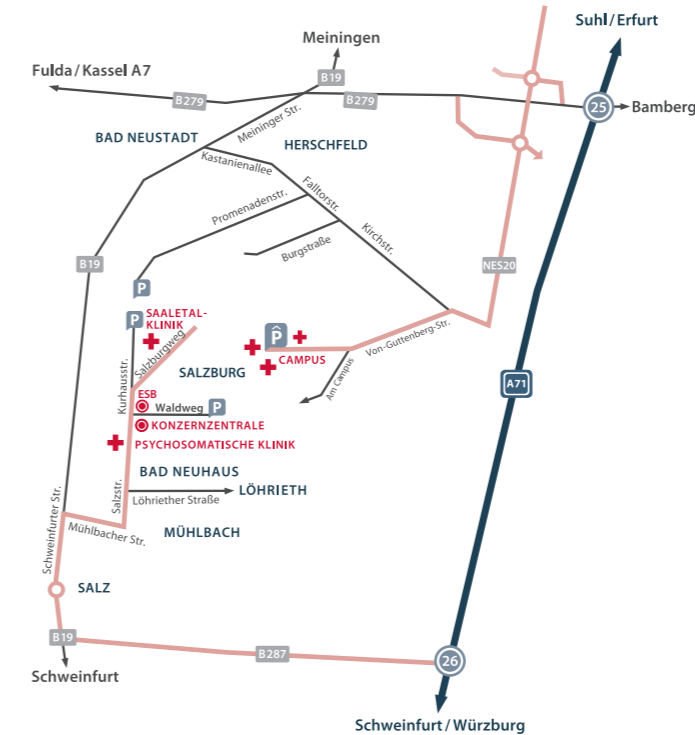 Suhl / Erfurt
Meiningen
Fulda / Kassel A7
B19
B279
B279
25
Bamberg
Meininger Str.
BAD NEUSTADT
HERSCHFELD
Kastanienallee
Falltorstr.
Promenadenstr.
Kirchstr.
Burgstraße
B19
NES20
P
P
SAALETAL-
KLINIK
Salzburgweg
P
CAMPUS
Von-Guttenberg-Str.
SALZBURG
Am Campus
A71
Kurhausstr.
ESB
Waldweg
P
KONZERNZENTRALE
PSYCHOSOMATISCHE KLINIK
BAD NEUHAUS
Salzstr.
Löhriether Straße
LÖHRIETH
Schweinfurter Str.
Mühlbacher Str.
MÜHLBACH
SALZ
B19
B287
26
Schweinfurt
Schweinfurt / Würzburg